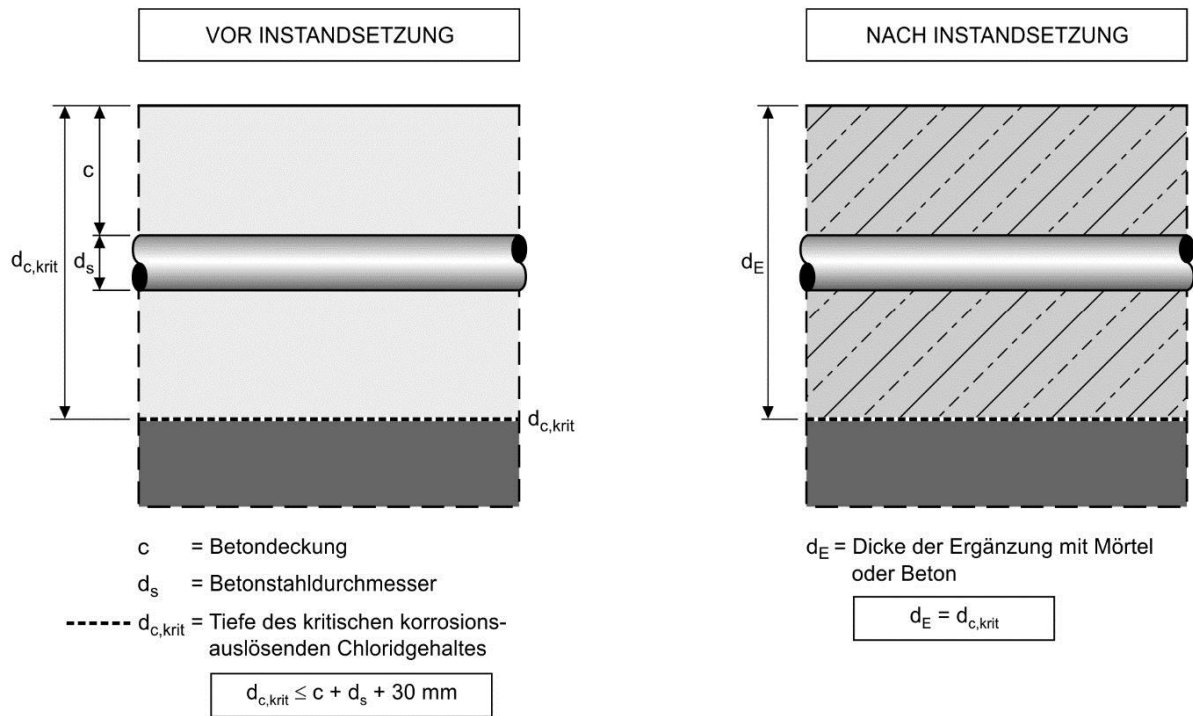 VOR INSTANDSETZUNG
c
d_s
d_c,krit
d_c,krit
c = Betondeckung
d_s = Betonstahldurchmesser
d_c,krit = Tiefe des kritischen korrosions-
auslösenden Chloridgehaltes
d_c,krit ≤ c + d_s + 30 mm
NACH INSTANDSETZUNG
d_E
d_E = Dicke der Ergänzung mit Mörtel
oder Beton
d_E = d_c,krit